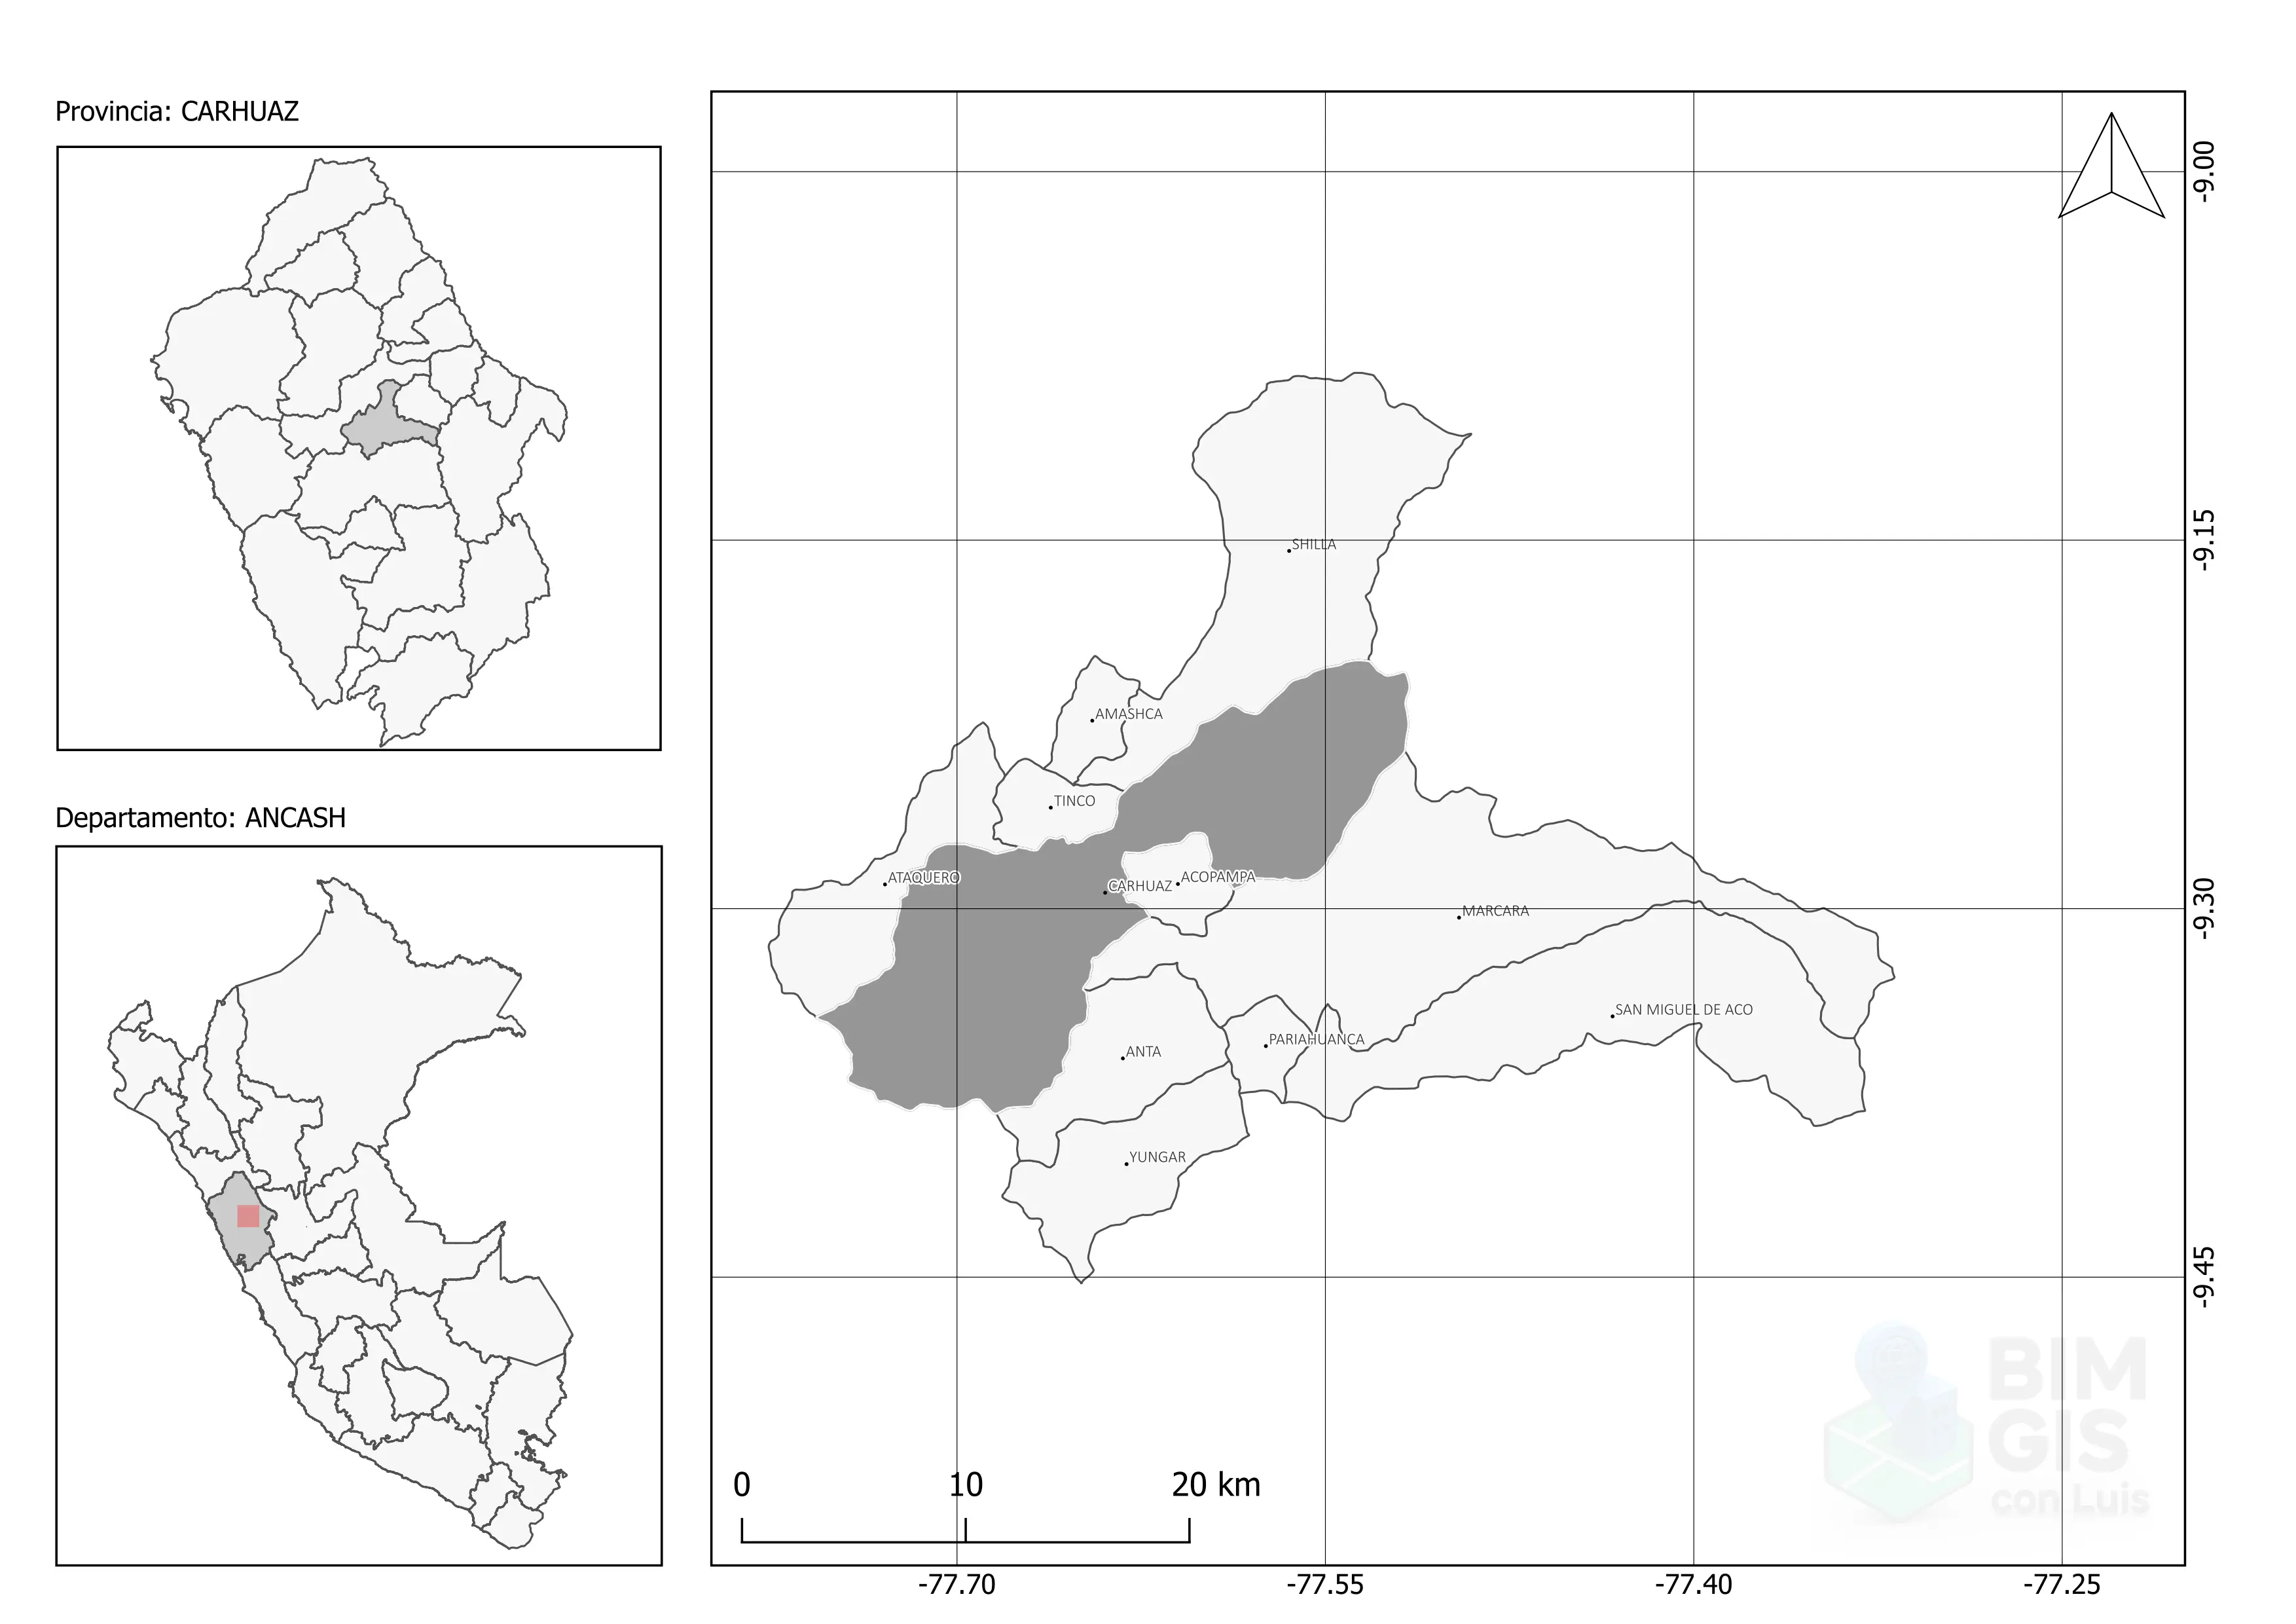 Provincia: CARHUAZ
Departamento: ANCASH
SHILLA
AMASHCA
TINCO
ATAQUERO
CARHUAZ
ACOPAMPA
MARCARA
SAN MIGUEL DE ACO
PARIAHUANCA
ANTA
YUNGAR
-9.00
-9.15
-9.30
-9.45
0 10 20 km
-77.70 -77.55 -77.40 -77.25
BIM
GIS
con Luis